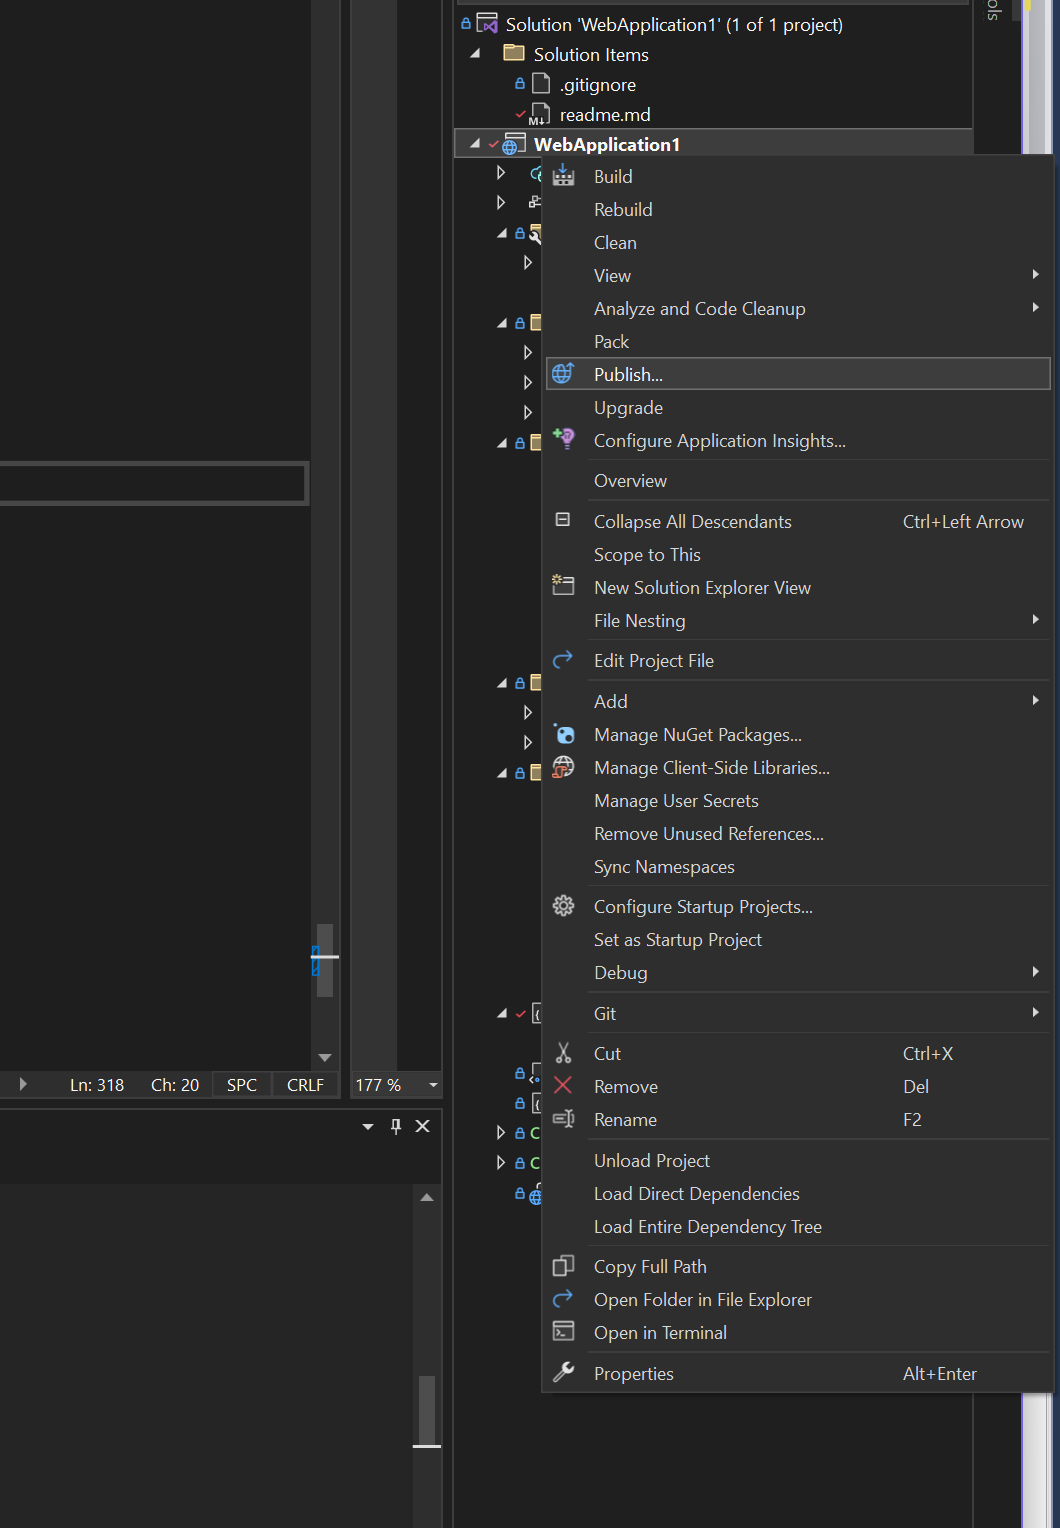 ols
Solution 'WebApplication1' (1 of 1 project)
Solution Items
.gitignore
M↓ readme.md
WebApplication1
Build
Rebuild
Clean
View
Analyze and Code Cleanup
Pack
Publish...
Upgrade
Configure Application Insights...
Overview
Collapse All Descendants Ctrl+Left Arrow
Scope to This
New Solution Explorer View
File Nesting
Edit Project File
Add
Manage NuGet Packages...
Manage Client-Side Libraries...
Manage User Secrets
Remove Unused References...
Sync Namespaces
Configure Startup Projects...
Set as Startup Project
Debug
Git
Cut Ctrl+X
Remove Del
Rename F2
Unload Project
Load Direct Dependencies
Load Entire Dependency Tree
Copy Full Path
Open Folder in File Explorer
Open in Terminal
Properties Alt+Enter
Ln: 318 Ch: 20 SPC CRLF 177 %